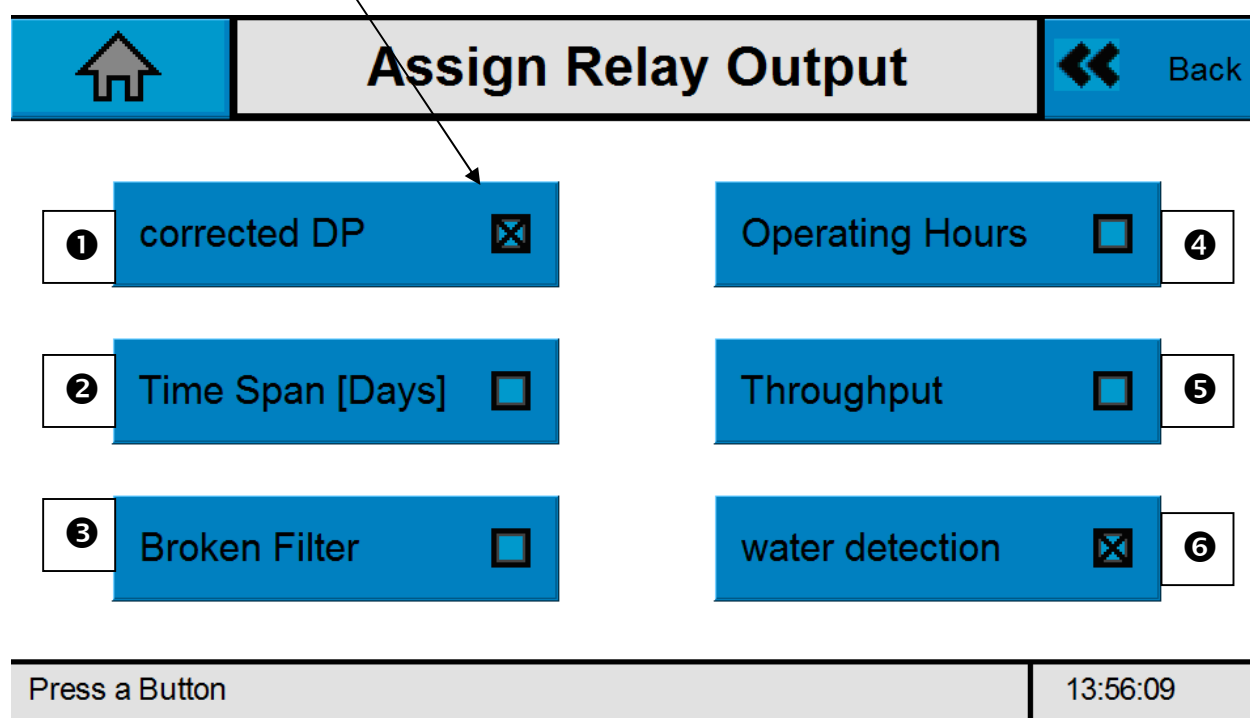 Assign Relay Output
Back
❶ corrected DP
Operating Hours ❹
❷ Time Span [Days]
Throughput ❺
❸ Broken Filter
water detection ❻
Press a Button
13:56:09